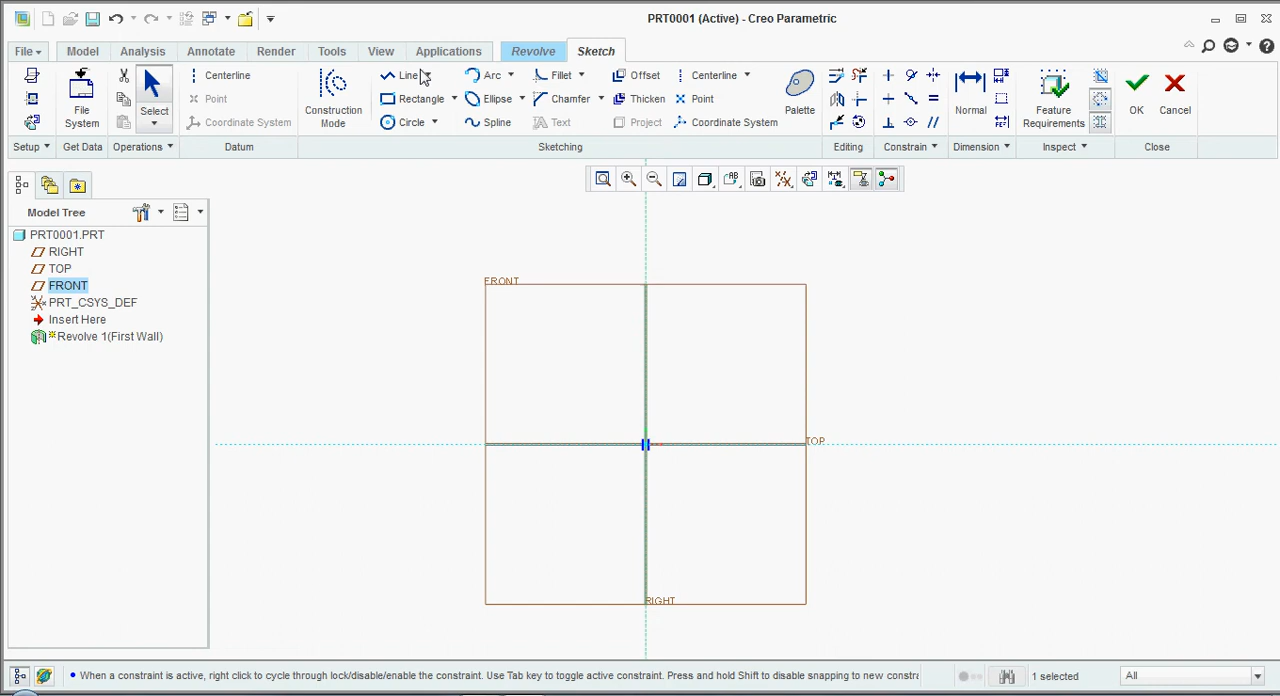 PRT0001 (Active) - Creo Parametric
File Model Analysis Annotate Render Tools View Applications Revolve Sketch
Centerline Line Arc Fillet Offset Centerline
Point Rectangle Ellipse Chamfer Thicken Point
Coordinate System Circle Spline Text Project Coordinate System
File System Select Construction Mode Palette Normal Feature Requirements OK Cancel
Setup Get Data Operations Datum Sketching Editing Constrain Dimension Inspect Close
Model Tree
PRT0001.PRT
RIGHT
TOP
FRONT
PRT_CSYS_DEF
Insert Here
Revolve 1(First Wall)
FRONT
TOP
RIGHT
When a constraint is active, right click to cycle through lock/disable/enable the constraint. Use Tab key to toggle active constraint. Press and hold Shift to disable snapping to new constra
1 selected
All